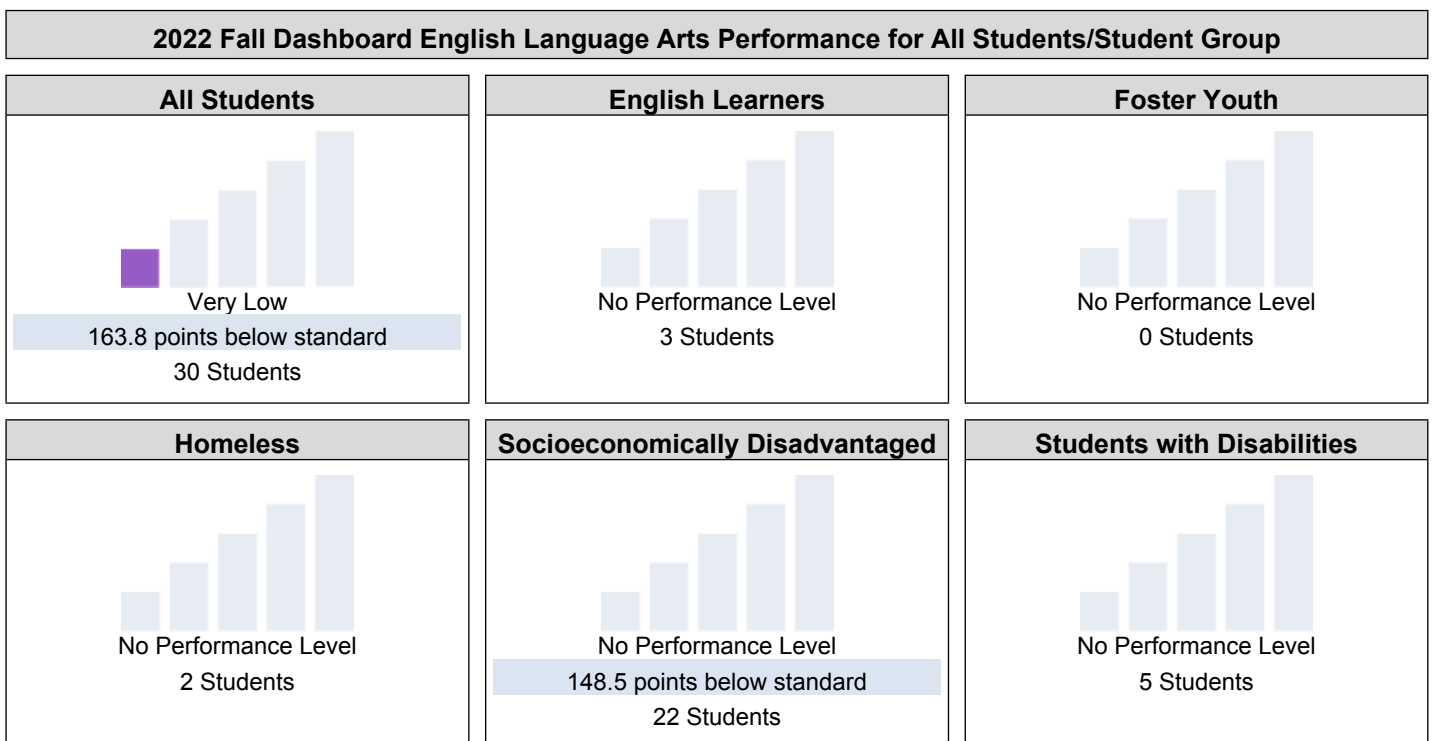 2022 Fall Dashboard English Language Arts Performance for All Students/Student Group
All Students
Very Low
163.8 points below standard
30 Students
English Learners
No Performance Level
3 Students
Foster Youth
No Performance Level
0 Students
Homeless
No Performance Level
2 Students
Socioeconomically Disadvantaged
No Performance Level
148.5 points below standard
22 Students
Students with Disabilities
No Performance Level
5 Students